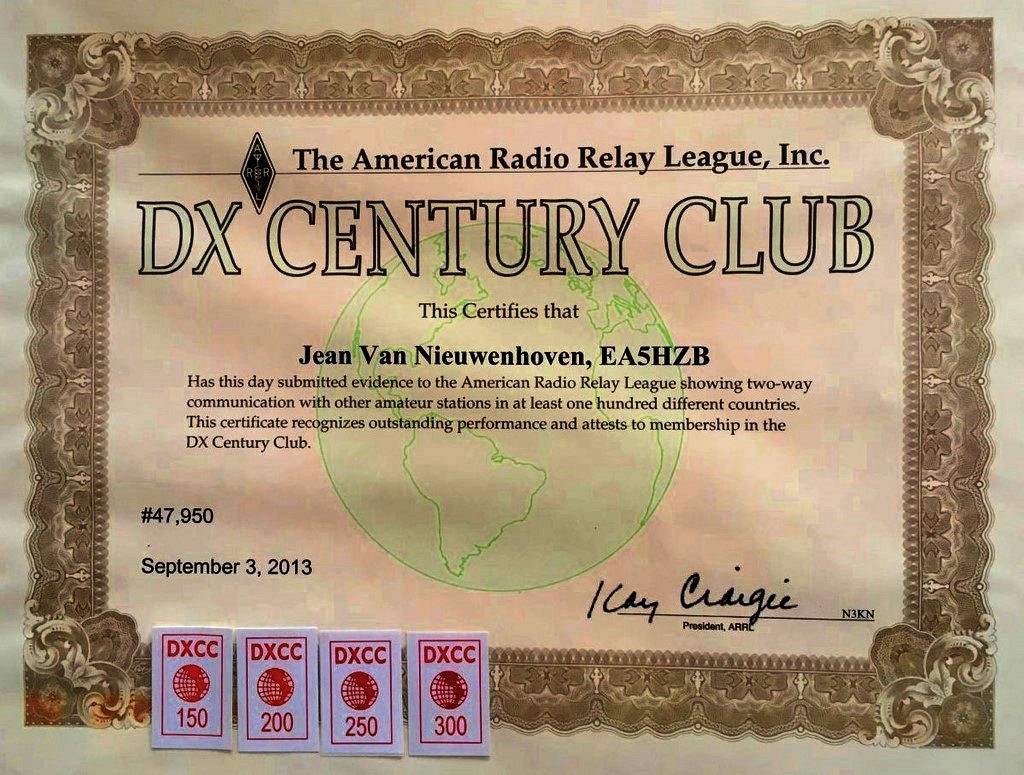 The American Radio Relay League, Inc.
A
R R
L
DX CENTURY CLUB
This Certifies that
Jean Van Nieuwenhoven, EA5HZB
Has this day submitted evidence to the American Radio Relay League showing two-way
communication with other amateur stations in at least one hundred different countries.
This certificate recognizes outstanding performance and attests to membership in the
DX Century Club.
#47,950
September 3, 2013
Kay Craigie
N3KN
President, ARRL
DXCC
150
DXCC
200
DXCC
250
DXCC
300